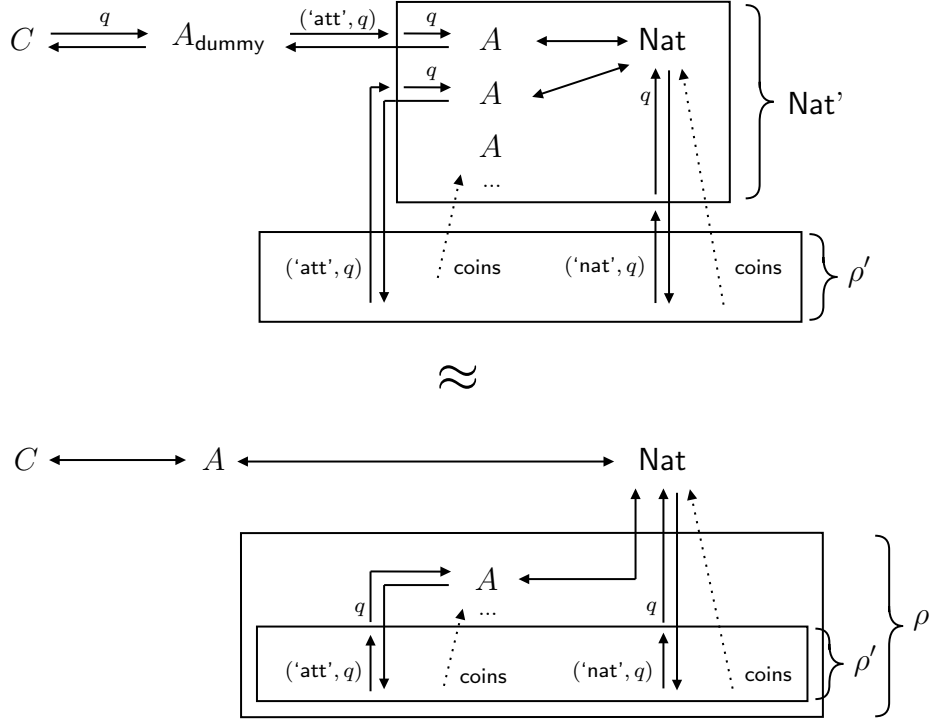 q ('att', q) q
C A_dummy A Nat
q
A q Nat'
A
...
('att', q) coins ('nat', q) coins ρ′
≈
C A Nat
A
q ... q ρ
('att', q) coins ('nat', q) coins ρ′